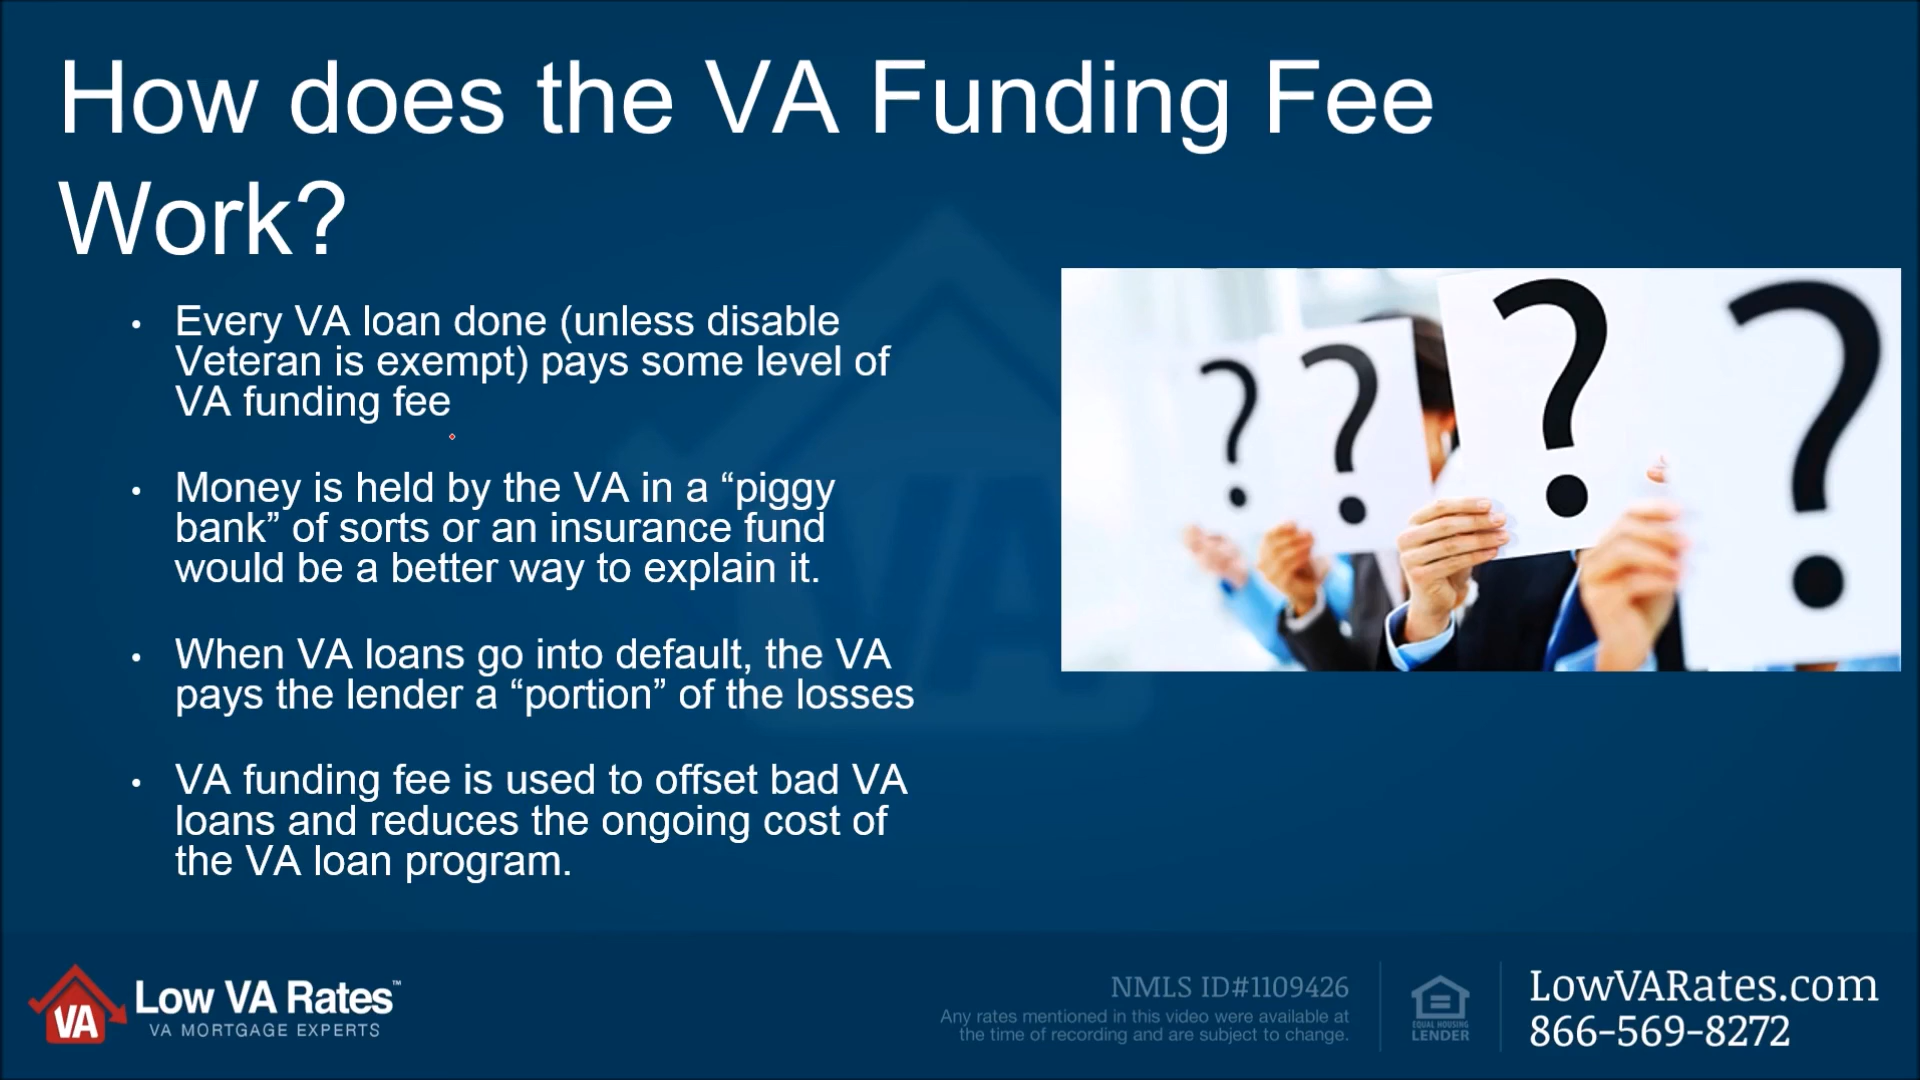 How does the VA Funding Fee
Work?
• Every VA loan done (unless disable
Veteran is exempt) pays some level of
VA funding fee
• Money is held by the VA in a “piggy
bank” of sorts or an insurance fund
would be a better way to explain it.
• When VA loans go into default, the VA
pays the lender a “portion” of the losses
• VA funding fee is used to offset bad VA
loans and reduces the ongoing cost of
the VA loan program.
? ? ? ?
VA
VA
Low VA Rates™
VA MORTGAGE EXPERTS
NMLS ID#1109426
Any rates mentioned in this video were available at
the time of recording and are subject to change.
EQUAL HOUSING
LENDER
LowVARates.com
866-569-8272